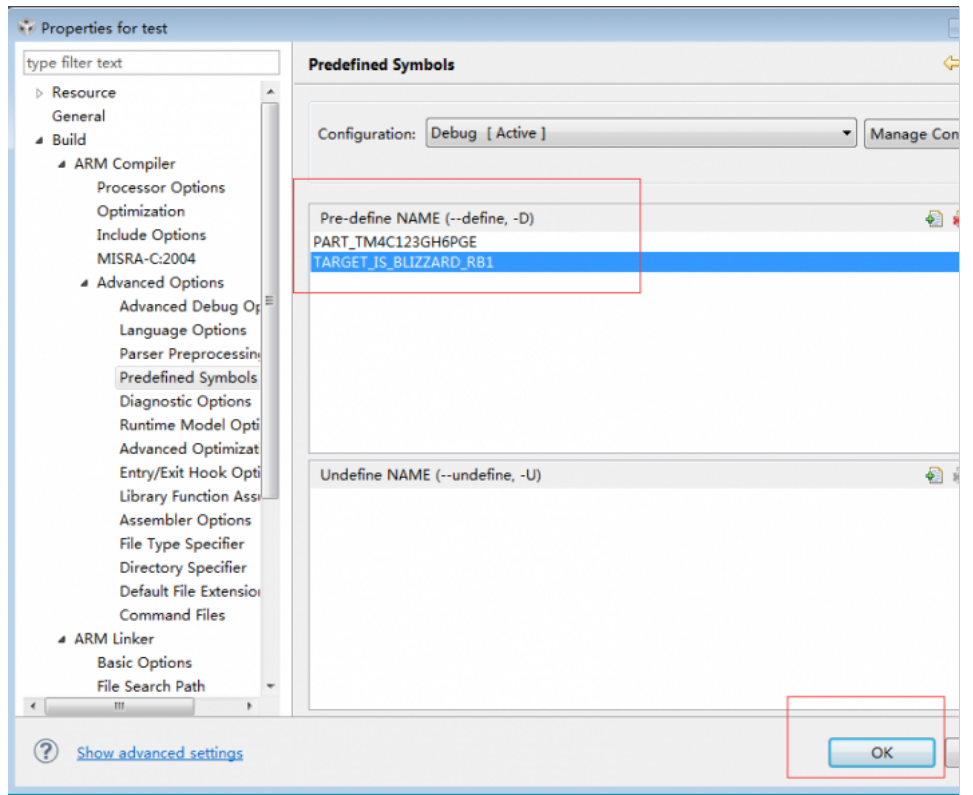 Properties for test
type filter text
Resource
General
Build
ARM Compiler
Processor Options
Optimization
Include Options
MISRA-C:2004
Advanced Options
Advanced Debug Op
Language Options
Parser Preprocessing
Predefined Symbols
Diagnostic Options
Runtime Model Opti
Advanced Optimizat
Entry/Exit Hook Opti
Library Function Assi
Assembler Options
File Type Specifier
Directory Specifier
Default File Extension
Command Files
ARM Linker
Basic Options
File Search Path
Show advanced settings
Predefined Symbols
Configuration: Debug [ Active ] Manage Con
Pre-define NAME (--define, -D)
PART_TM4C123GH6PGE
TARGET_IS_BLIZZARD_RB1
Undefine NAME (--undefine, -U)
OK